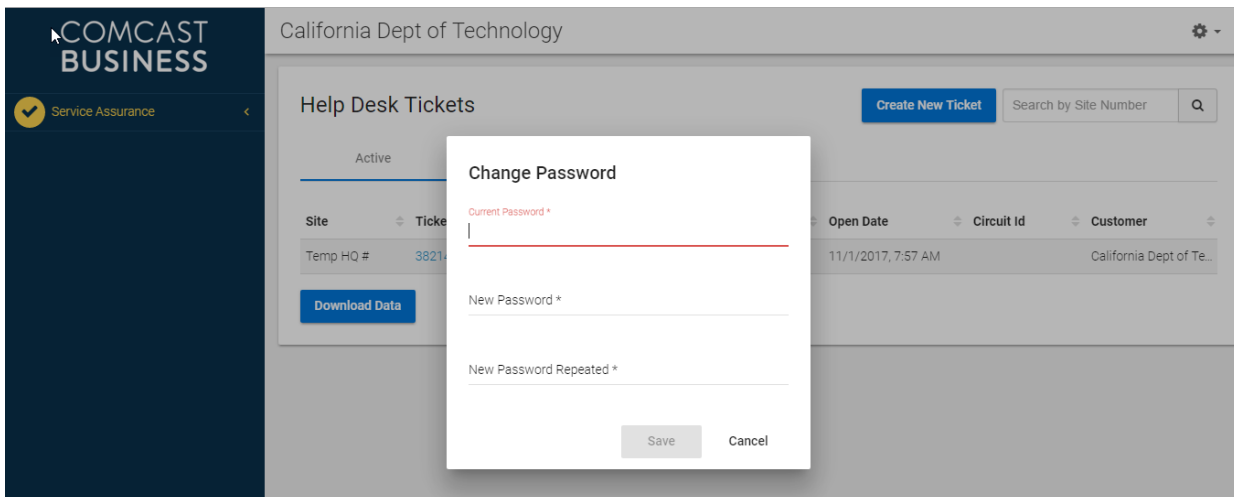 COMCAST
BUSINESS
Service Assurance
California Dept of Technology
Help Desk Tickets
Create New Ticket
Search by Site Number
Active
Change Password
Current Password *
New Password *
New Password Repeated *
Save Cancel
Site Open Date Circuit Id Customer
Temp HQ # 11/1/2017, 7:57 AM California Dept of Te...
Download Data